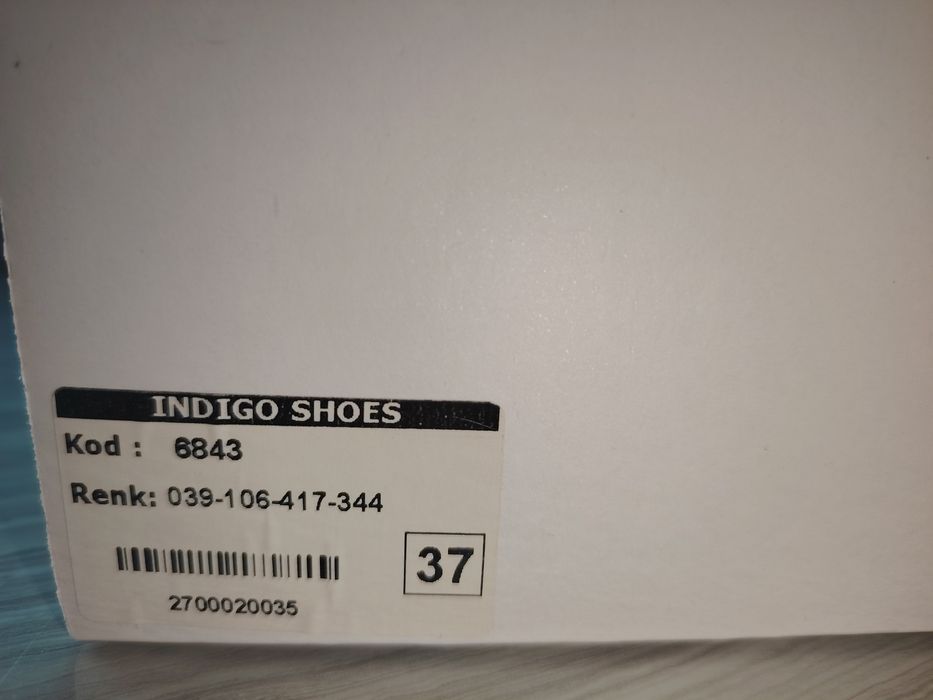 INDIGO SHOES
Kod : 6843
Renk: 039-106-417-344
37
2700020035